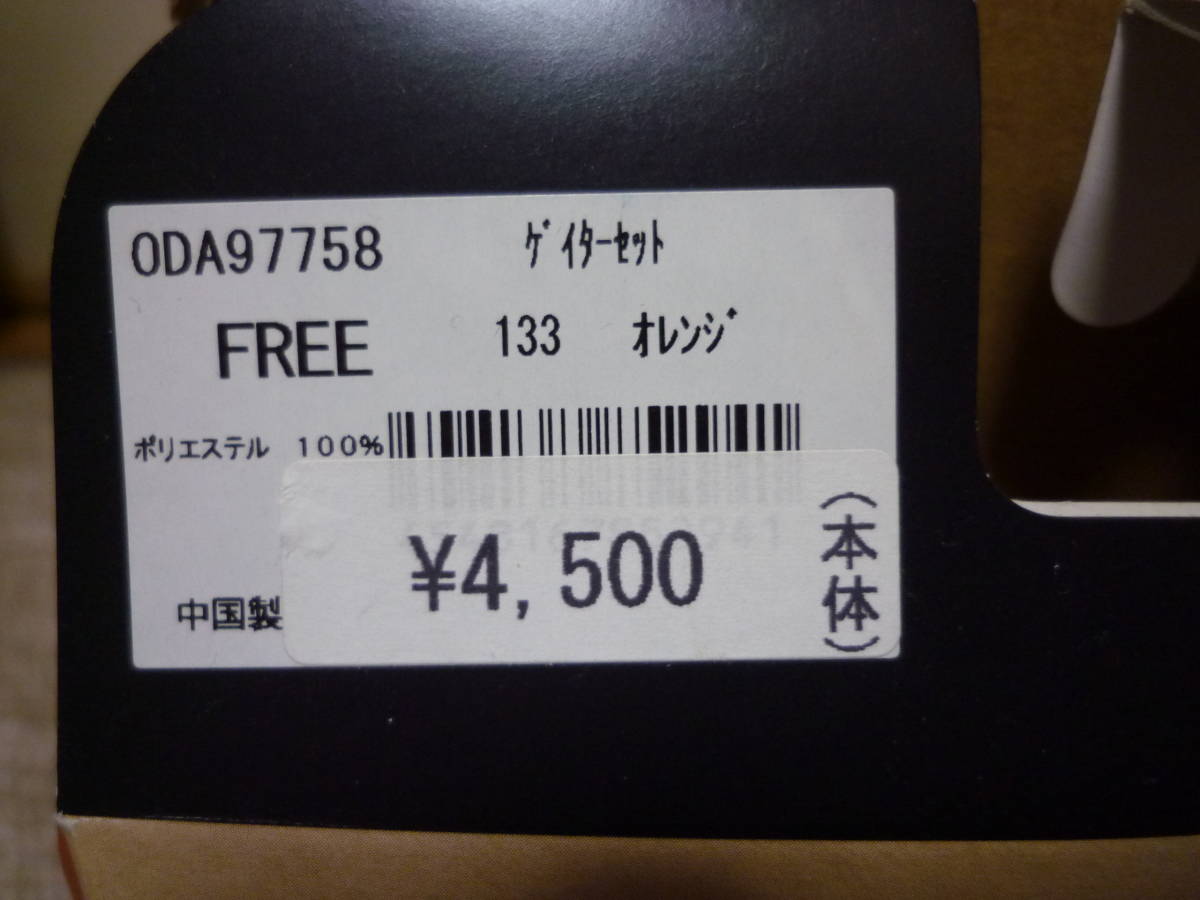 ODA97758 ｹﾞｲﾀｰｾｯﾄ
FREE 133 ｵﾚﾝｼﾞ
ポリエステル 100%
¥4,500 (本体)
中国製